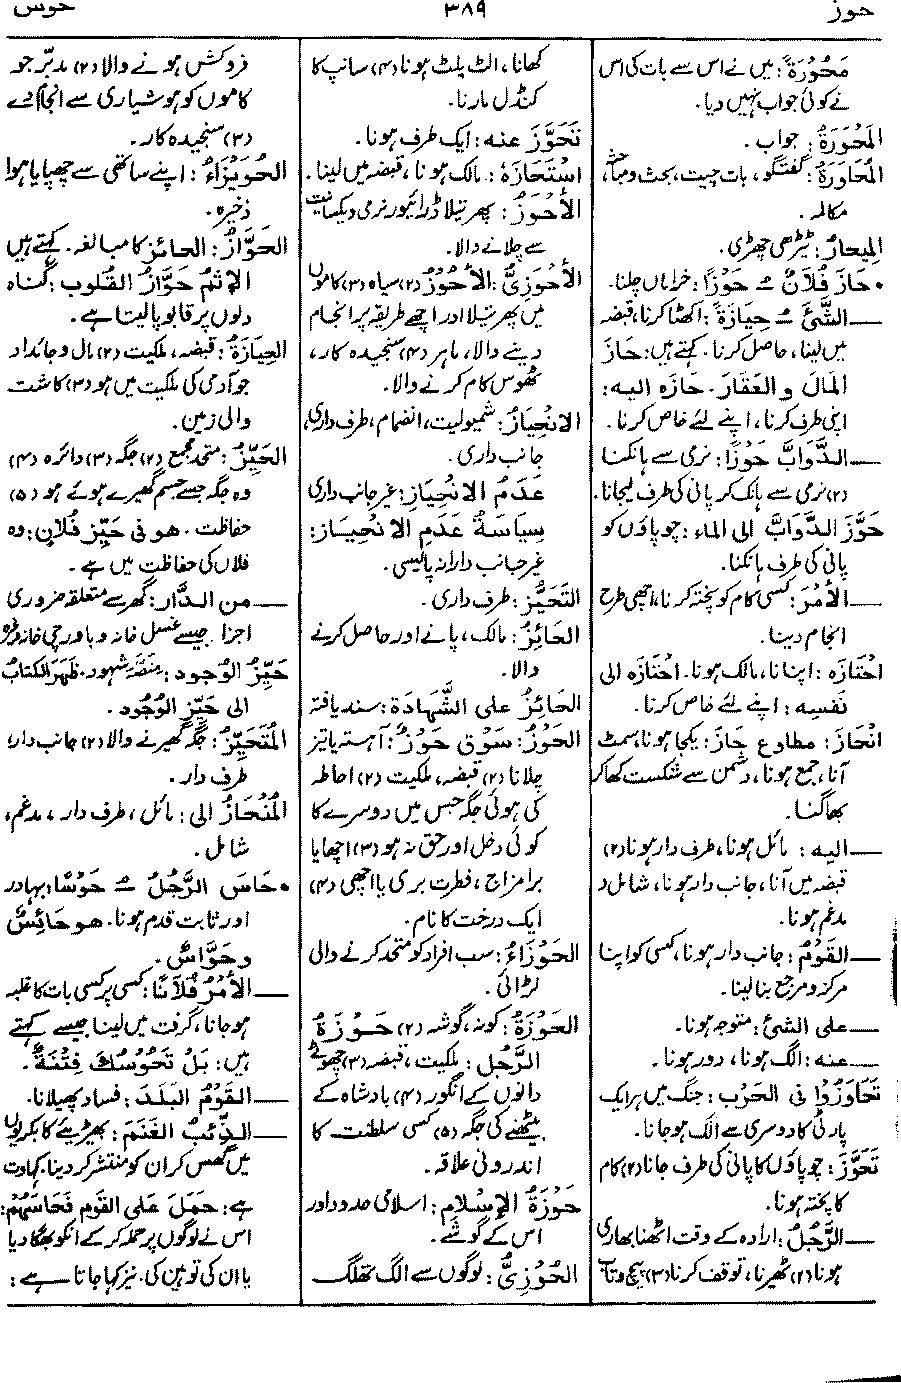 حوز
۳۸۹
حوس
مَحُوْرَةً: میں نے اس سے بات کی اس
نے کوئی جواب نہیں دیا۔
المَحُوْرَةُ: جواب۔
المُحَاوَرَةُ: گفتگو، بات چیت، بحث و مباحثہ،
مکالمہ۔
المِيحارُ: ٹیڑھی چھڑی۔
• حَازَ فُلَانٌ ــُـ حَوْزًا: خراماں چلنا۔
ـــ الشَّئَ ــُـ حِيَازَةً: اکٹھا کرنا، قبضہ
میں لینا، حاصل کرنا۔ کہتے ہیں: حَازَ
المَالَ و العَقَارَ۔ حازَه اليه:
اپنی طرف کرنا، اپنے لئے خاص کرنا۔
ـــ الدَّوابَّ حَوْزًا: نرمی سے ہانکنا
(۲) نرمی سے ہانک کر پانی کی طرف لیجانا۔
حَوَّزَ الدَّوَابَّ الى الماء: چوپاؤں کو
پانی کی طرف ہانکنا۔
ـــ الأمْرَ: کسی کام کو پختہ کرنا، اچھی طرح
انجام دینا۔
احْتَازَه: اپنانا، مالک ہونا۔ احْتَازَه الى
نَفْسِه: اپنے لئے خاص کرنا۔
انْحَازَ: مطاوع حَازَ: یکجا ہونا، سمٹ
آنا، جمع ہونا، دشمن سے شکست کھا کر
بھاگنا۔
ـــ اليه: مائل ہونا، طرف دار ہونا (۲)
قبضہ میں آنا، جانب دار ہونا، شامل و
مدغم ہونا۔
ـــ القَوْمُ: جانب دار ہونا، کسی کو اپنا
مرکز و مرجع بنا لینا۔
ـــ على الشئ: متوجہ ہونا۔
ـــ عنه: الگ ہونا، دور ہونا۔
تَحَاوَزُوا فى الحَرْب: جنگ میں ہر ایک
پارٹی کا دوسری سے الگ ہو جانا۔
تَحَوَّزَ: چوپاؤں کا پانی کی طرف جانا (۲) کام
کا پختہ ہونا۔
ـــ الرَّجُلُ: ارادہ کے وقت اٹھنا بھاری
ہونا (۲) ٹھیرنا، توقف کرنا (۳) پیچ و تاب
کھانا، الٹ پلٹ ہونا (۴) سانپ کا
کنڈل مارنا۔
تَحَوَّزَ عنه: ایک طرف ہونا۔
اسْتَحَازَهُ: مالک ہونا، قبضہ میں لینا۔
الأَحْوَزُ: پھرتیلا ڈرائیور نرمی و یکسانیت
سے چلانے والا۔
الأَحْوَزِىُّ: الأَحْوَزُ (۲) سیاہ (۳) کاموں
میں پھرتیلا اور اچھے طریقہ پر انجام
دینے والا، ماہر (۴) سنجیدہ کار،
ٹھوس کام کرنے والا۔
الانْحِيَازُ: شمولیت، انضمام، طرف داری،
جانب داری۔
عَدَمُ الانْحِيَازِ: غیر جانب داری
سِيَاسَةُ عَدَمِ الانْحِيَازِ:
غیر جانب دارانہ پالیسی۔
التَّحَيُّزُ: طرف داری۔
الحَائِزُ: مالک، پانے اور حاصل کرنے
والا۔
الحَائِزُ على الشَّهَادَة: سند یافتہ
الحَوْزُ: سَوْقٌ حَوْزٌ: آہستہ یا تیز
چلانا (۲) قبضہ، ملکیت (۲) احاطہ
کی ہوئی جگہ جس میں دوسرے کا
کوئی دخل اور حق نہ ہو (۳) اچھا یا
برا مزاج، فطرت بری یا اچھی (۴)
ایک درخت کا نام۔
الحَوْزَاءُ: سب افراد کو متحد کرنے والی
لڑائی۔
الحَوْزَةُ: کونہ، گوشہ (۲) حَوْزَةُ
الرَّجُل: ملکیت، قبضہ (۳) چھوٹے
دانوں کے انگور (۴) بادشاہ کے
بیٹھنے کی جگہ (۵) کسی سلطنت کا
اندرونی علاقہ۔
حَوْزَةُ الإسْلَام: اسلامی حدود اور
اس کے گوشے۔
الحُوْزِىُّ: لوگوں سے الگ تھلگ
فروکش ہونے والا (۲) مدبّر جو
کاموں کو ہوشیاری سے انجام دے
(۳) سنجیدہ کار۔
الحُوَيْزَاءُ: اپنے ساتھی سے چھپایا ہوا
ذخیرہ۔
الحَوَّازُ: الحائز کا مبالغہ۔ کہتے ہیں
الإثمُ حَوَّازُ القُلوب: گناہ
دلوں پر قابو پا لیتا ہے۔
الحِيَازَةُ: قبضہ، ملکیت (۲) مال و جائداد
جو آدمی کی ملکیت میں ہو (۳) کاشت
والی زمین۔
الحَيِّزُ: متحد مجمع (۲) جگہ (۳) دائرہ (۴)
وہ جگہ جسے جسم گھیرے ہوئے ہو (۵)
حفاظت۔ هو فى حَيِّزِ فُلَانٍ: وہ
فلاں کی حفاظت میں ہے۔
ـــ من الدَّار: گھر سے متعلقہ ضروری
اجزا جیسے غسل خانہ و باورچی خانہ وغیرہ
حَيِّزُ الوُجود: منصّۂ شہود۔ ظَهَرَ الكتابُ
الى حَيِّزِ الوُجُود۔
المُتَحَيِّزُ: جگہ گھیرنے والا (۲) جانب دار،
طرف دار۔
المُنْحَازُ الى: مائل، طرف دار، مدغم،
شامل۔
• حَاسَ الرَّجُلُ ــُـ حَوْسًا: بہادر
اور ثابت قدم ہونا۔ هو حائِسٌ
وحَوَّاسٌ۔
ـــ الأمْرُ فُلَانًا: کسی پر کسی بات کا غلبہ
ہو جانا، گرفت میں لینا جیسے کہتے
ہیں: بَلْ تَحُوْسُكَ فِتْنَةٌ۔
ـــ القَوْمُ البَلَدَ: فساد پھیلانا۔
ـــ الذِّئبُ الغَنَمَ: بھیڑیئے کا بکریوں
میں گھس کر ان کو منتشر کر دینا۔ کہاوت
ہے: حَمَلَ عَلى القَوم فَحَاسَهُمْ:
اس نے لوگوں پر حملہ کر کے انکو بھگا دیا
یا ان کی توہین کی۔ نیز کہا جاتا ہے: